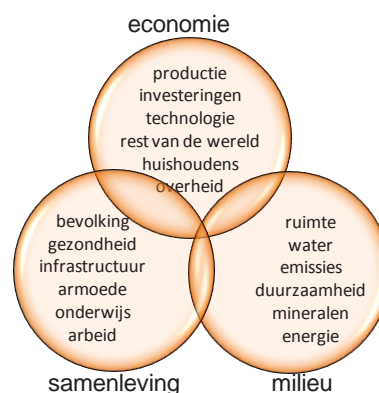 economie
productie
investeringen
technologie
rest van de wereld
huishoudens
overheid
bevolking
gezondheid
infrastructuur
armoede
onderwijs
arbeid
ruimte
water
emissies
duurzaamheid
mineralen
energie
samenleving
milieu